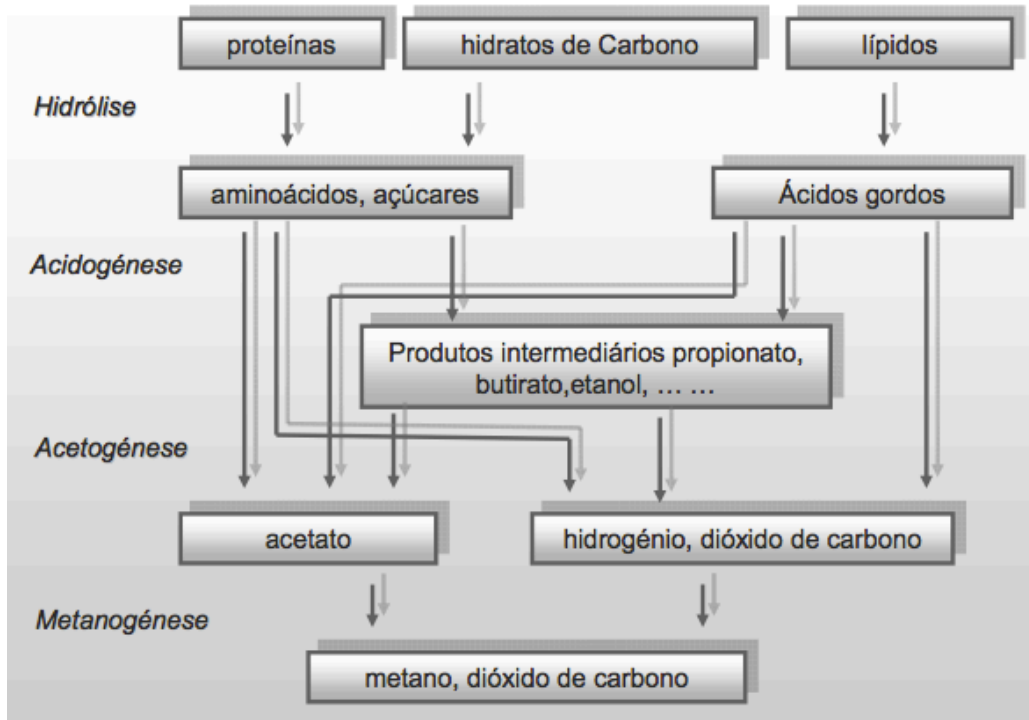 proteínas
hidratos de Carbono
lípidos
Hidrólise
aminoácidos, açúcares
Ácidos gordos
Acidogénese
Produtos intermediários propionato,
butirato,etanol, … …
Acetogénese
acetato
hidrogénio, dióxido de carbono
Metanogénese
metano, dióxido de carbono